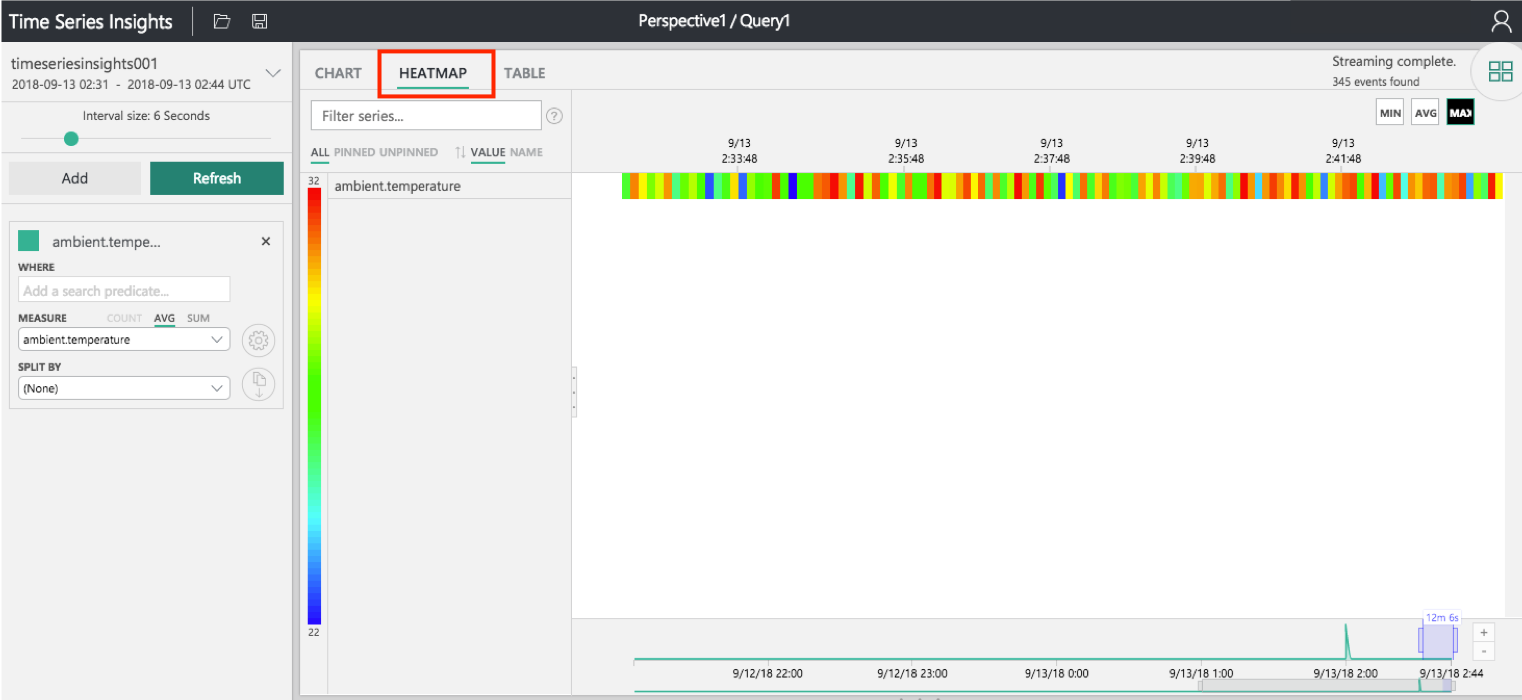 Time Series Insights
Perspective1 / Query1
timeseriesinsights001
2018-09-13 02:31 - 2018-09-13 02:44 UTC
Interval size: 6 Seconds
Add
Refresh
ambient.tempe...
WHERE
Add a search predicate...
MEASURE COUNT AVG SUM
ambient.temperature
SPLIT BY
(None)
CHART HEATMAP TABLE
Streaming complete.
345 events found
Filter series... ?
MIN AVG MAX
ALL PINNED UNPINNED VALUE NAME
9/13 9/13 9/13 9/13 9/13
2:33:48 2:35:48 2:37:48 2:39:48 2:41:48
32
ambient.temperature
22
12m 6s
+
-
9/12/18 22:00 9/12/18 23:00 9/13/18 0:00 9/13/18 1:00 9/13/18 2:00 9/13/18 2:44